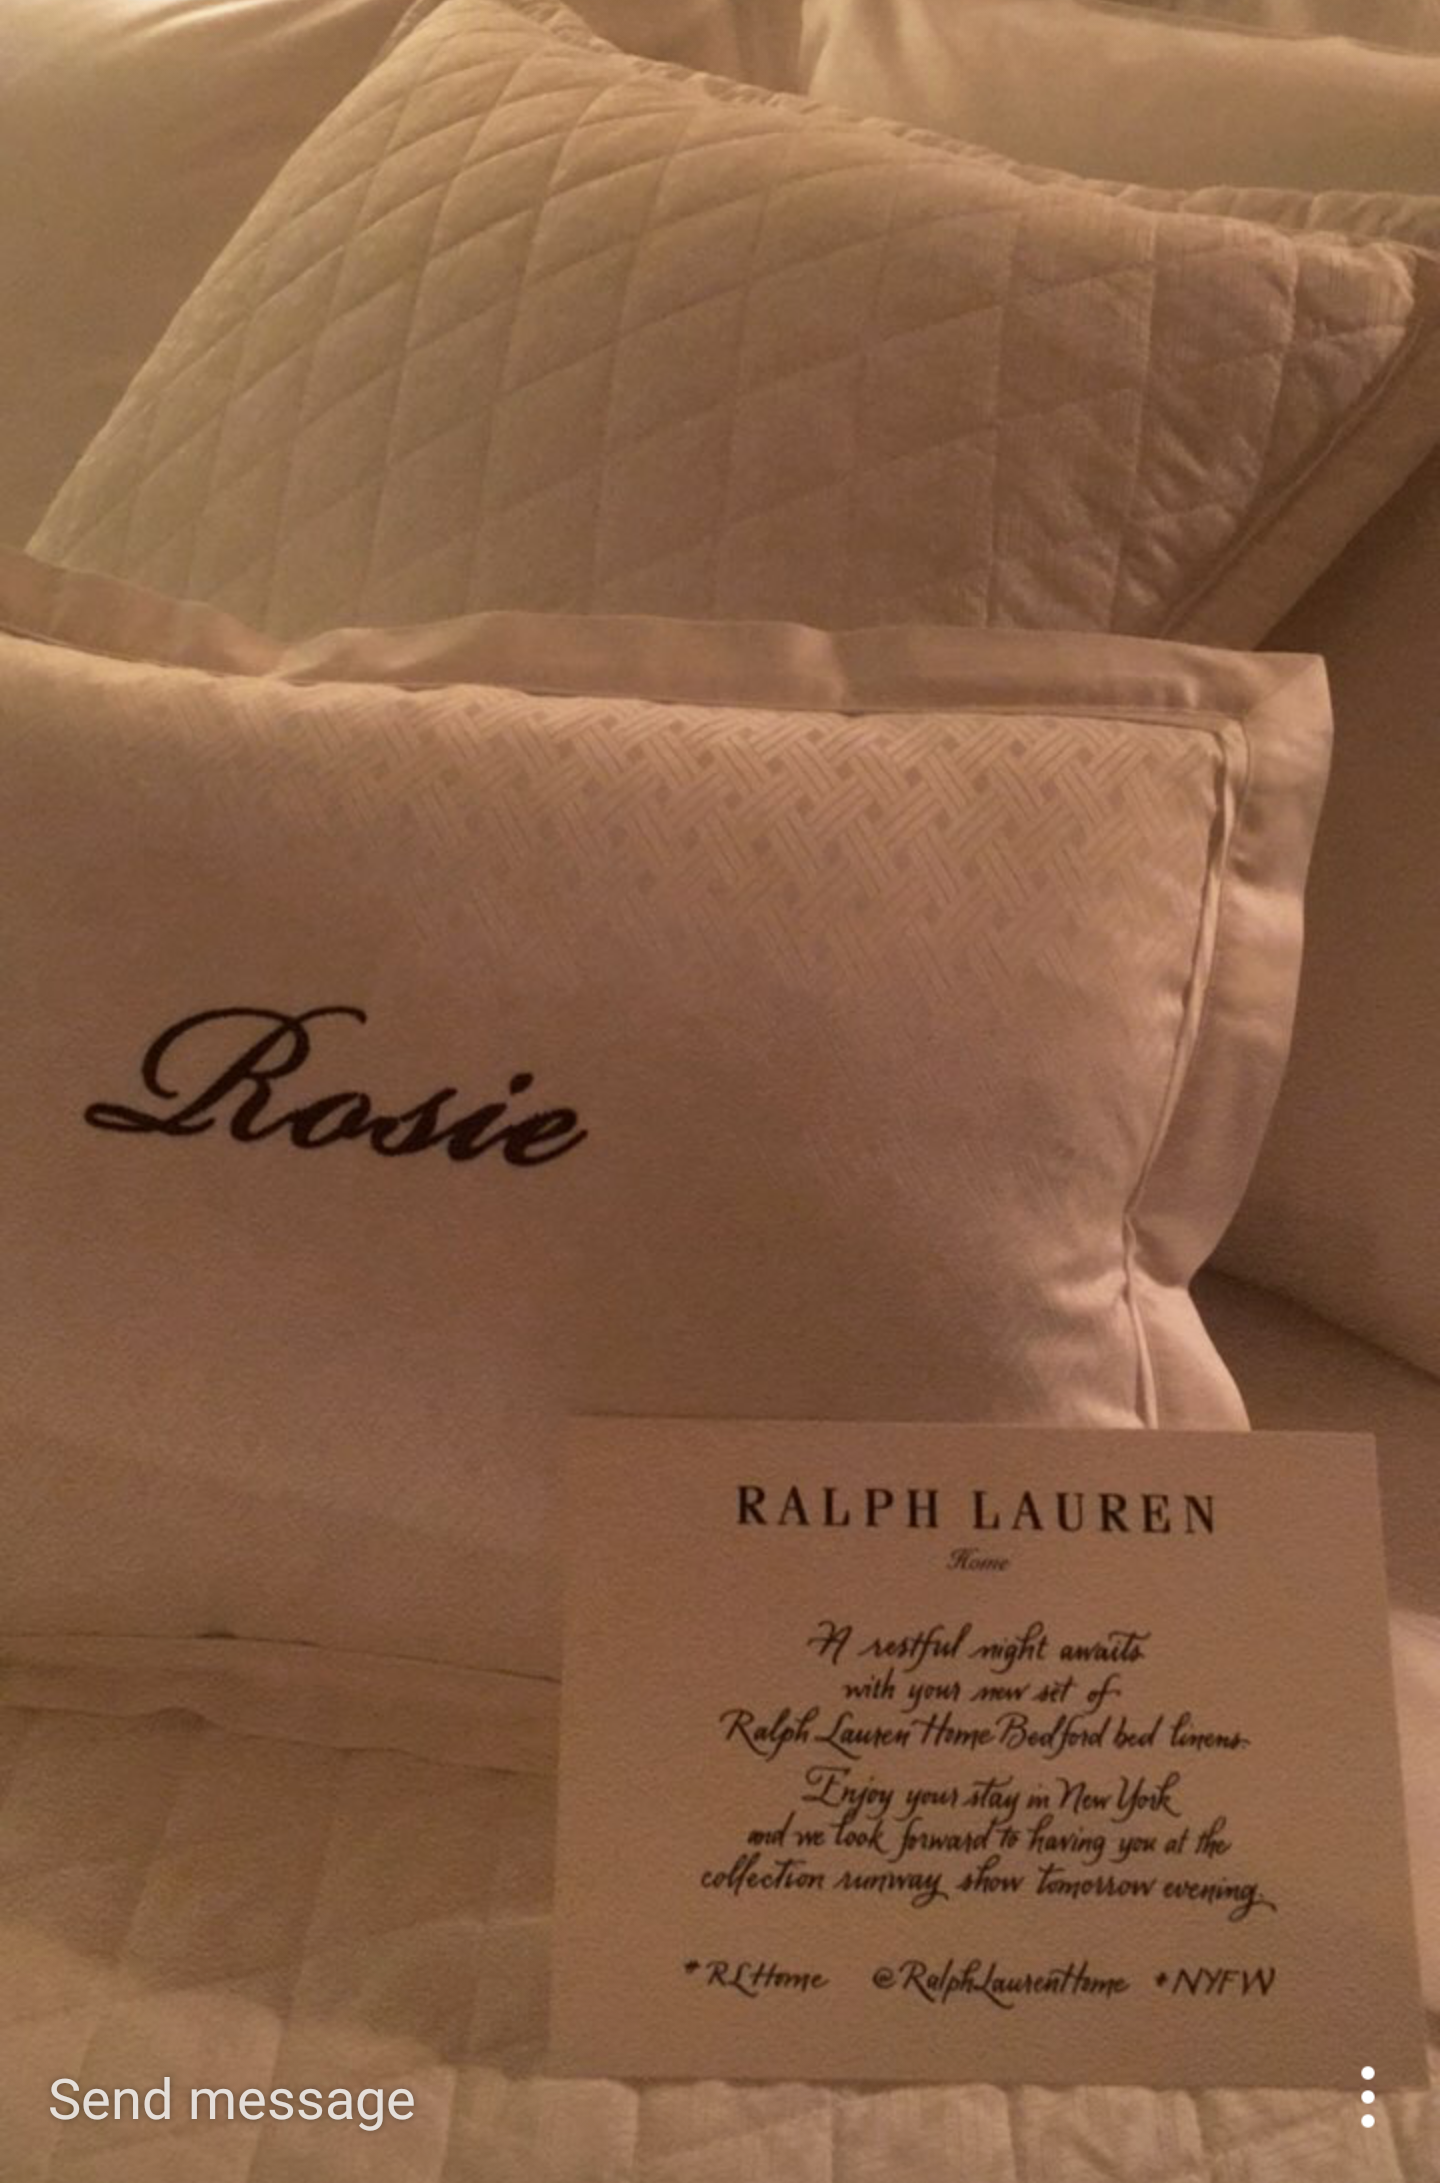 Rosie
RALPH LAUREN
Home
A restful night awaits
with your new set of
Ralph Lauren Home Bedford bed linens.
Enjoy your stay in New York
and we look forward to having you at the
collection runway show tomorrow evening.
#RLHome @RalphLaurenHome #NYFW
Send message